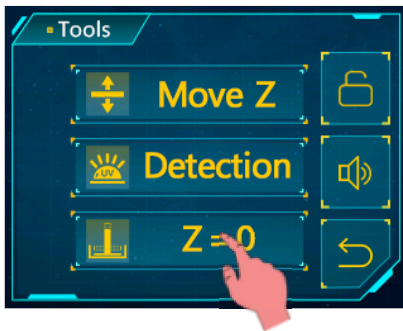 Tools
Move Z
UV
Detection
Z = 0